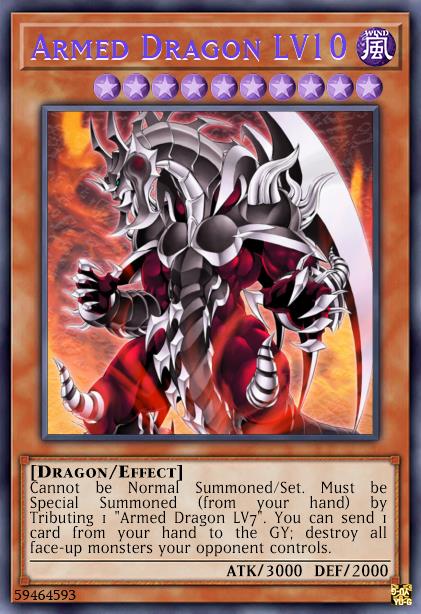 ARMED DRAGON LV10
WIND
風
[DRAGON/EFFECT]
Cannot be Normal Summoned/Set. Must be
Special Summoned (from your hand) by
Tributing 1 "Armed Dragon LV7". You can send 1
card from your hand to the GY; destroy all
face-up monsters your opponent controls.
ATK/3000 DEF/2000
59464593